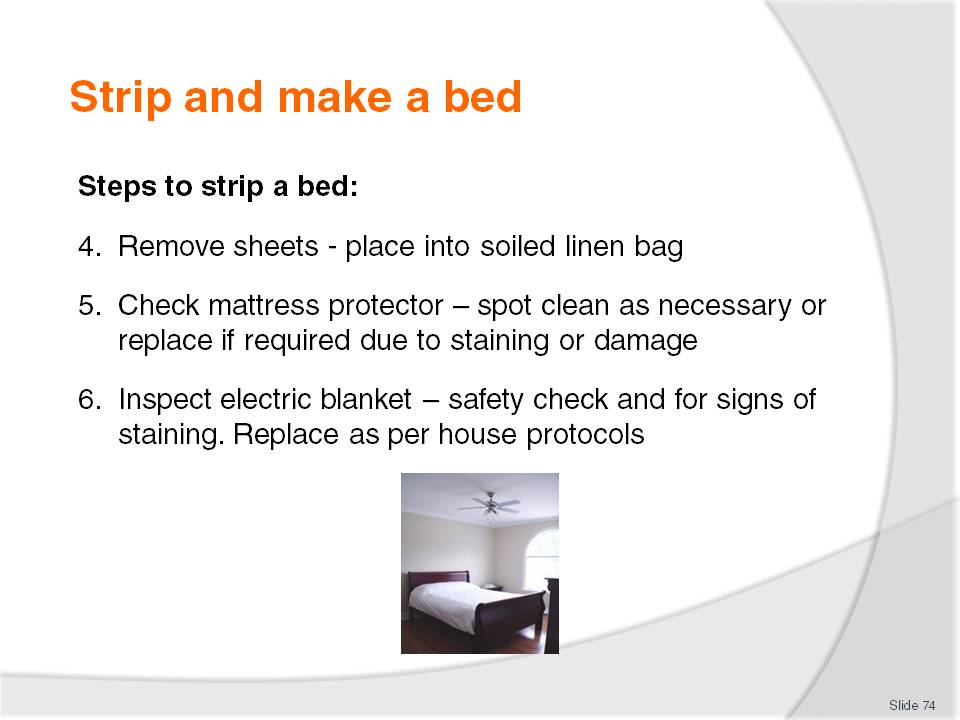 Strip and make a bed
Steps to strip a bed:
4. Remove sheets - place into soiled linen bag
5. Check mattress protector – spot clean as necessary or
replace if required due to staining or damage
6. Inspect electric blanket – safety check and for signs of
staining. Replace as per house protocols
Slide 74